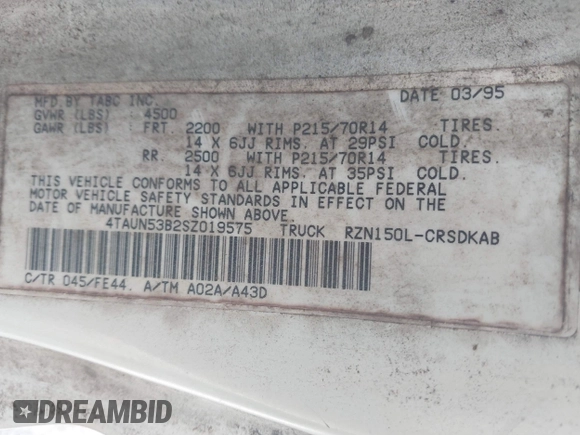 MFD.BY TABC INC. DATE 03/95
GVWR (LBS) : 4500
GAWR (LBS) : FRT. 2200 WITH P215/70R14 TIRES.
14 X 6JJ RIMS. AT 29PSI COLD.
RR. 2500 WITH P215/70R14 TIRES.
14 X 6JJ RIMS. AT 35PSI COLD.
THIS VEHICLE CONFORMS TO ALL APPLICABLE FEDERAL
MOTOR VEHICLE SAFETY STANDARDS IN EFFECT ON THE
DATE OF MANUFACTURE SHOWN ABOVE.
4TAUN53B2SZ019575 TRUCK RZN150L-CRSDKAB
C/TR 045/FE44. A/TM A02A/A43D
DREAMBID